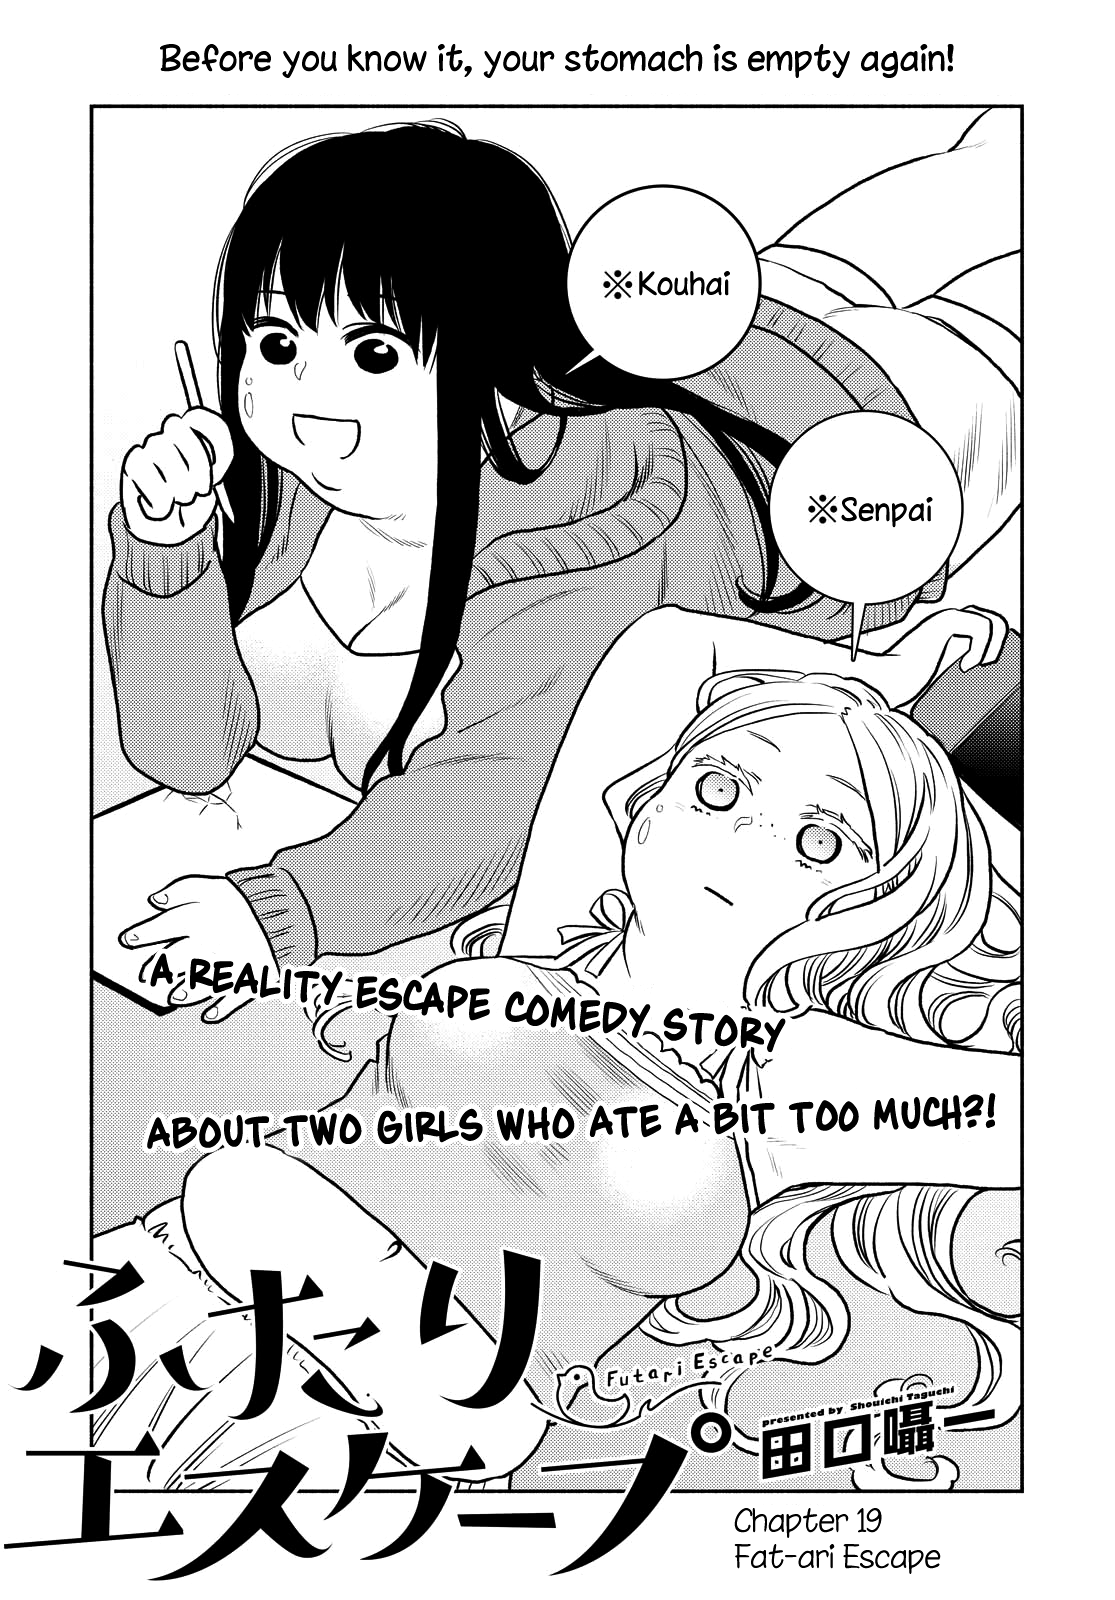 Before you know it, your stomach is empty again!
※Kouhai
※Senpai
A REALITY ESCAPE COMEDY STORY
ABOUT TWO GIRLS WHO ATE A BIT TOO MUCH?!
ふたり
エスケープ
Futari Escape
presented by Shouichi Taguchi
田口囁一
Chapter 19
Fat-ari Escape